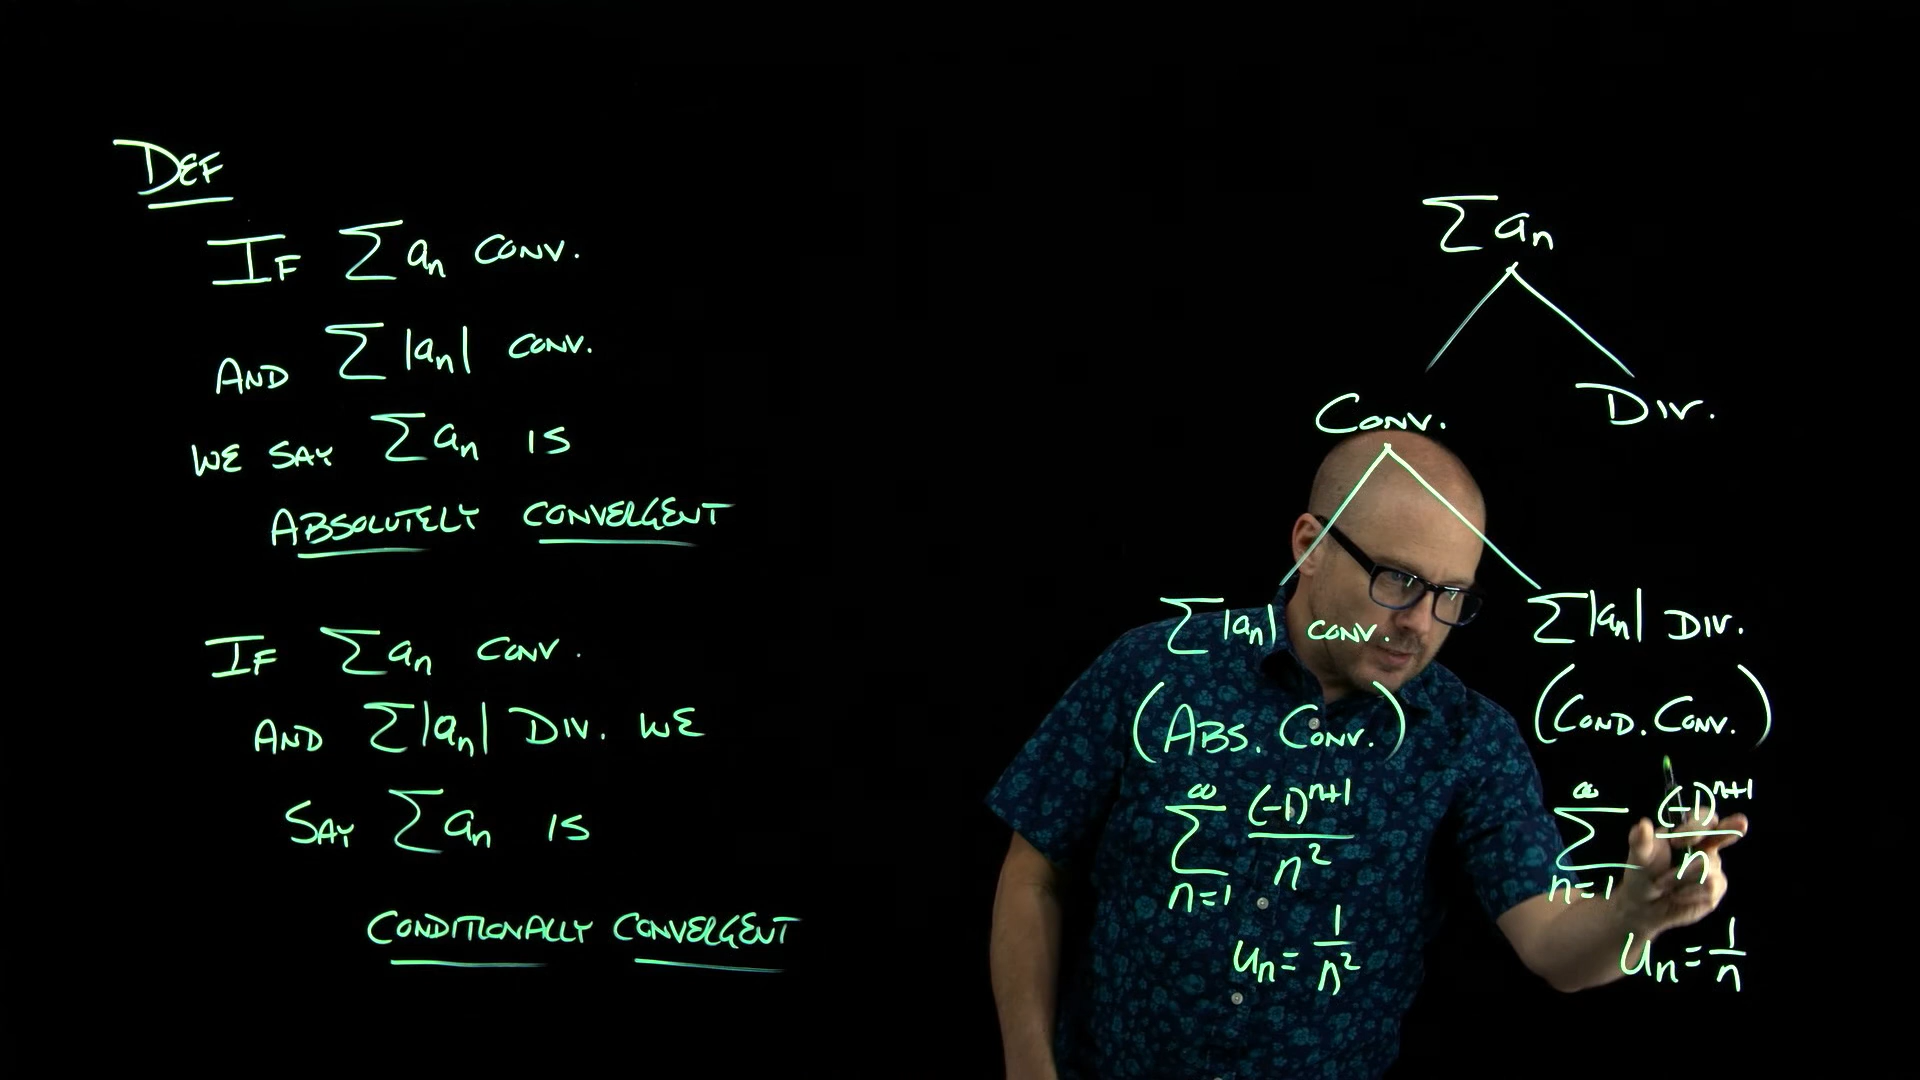 DEF
IF ∑ aₙ CONV.
AND ∑ |aₙ| CONV.
WE SAY ∑ aₙ IS
ABSOLUTELY CONVERGENT
IF ∑ aₙ CONV.
AND ∑ |aₙ| DIV. WE
SAY ∑ aₙ IS
CONDITIONALLY CONVERGENT
∑ aₙ
CONV. DIV.
∑ |aₙ| CONV. ∑ |aₙ| DIV.
(ABS. CONV.) (COND. CONV.)
∞ (-1)ⁿ⁺¹ ∞ (-1)ⁿ⁺¹
∑ n² ∑ n
n=1 n=1
uₙ = 1/n² uₙ = 1/n